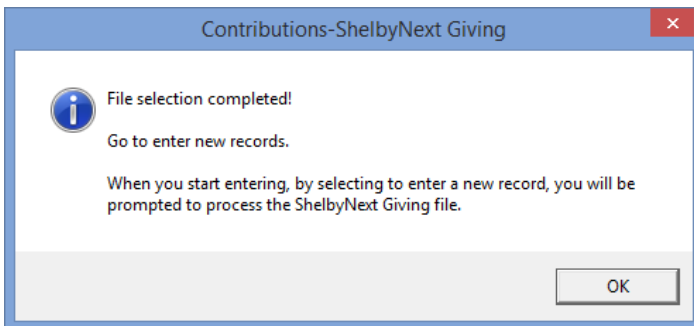 Contributions-ShelbyNext Giving
File selection completed!
Go to enter new records.
When you start entering, by selecting to enter a new record, you will be
prompted to process the ShelbyNext Giving file.
OK